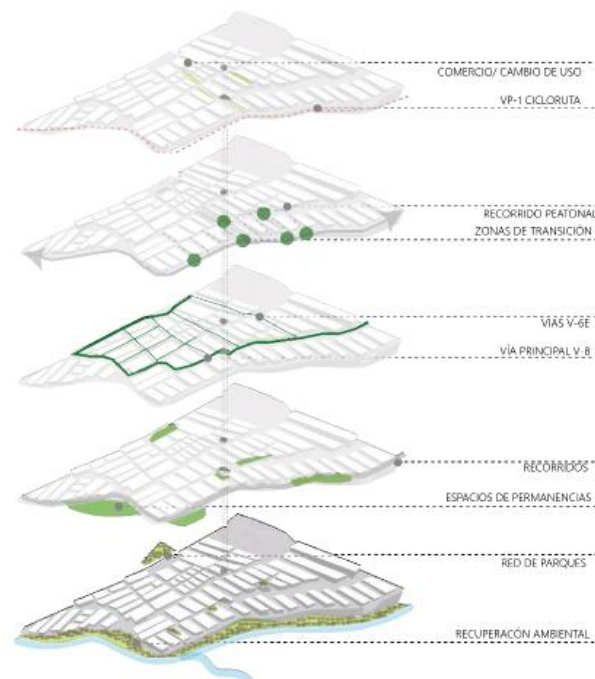 COMERCIO/ CAMBIO DE USO
VP-1 CICLORUTA
RECORRIDO PEATONAL
ZONAS DE TRANSICIÓN
VIAS V-6E
VÍA PRINCIPAL V-8
RECORRIDOS
ESPACIOS DE PERMANENCIAS
RED DE PARQUES
RECUPERACÓN AMBIENTAL